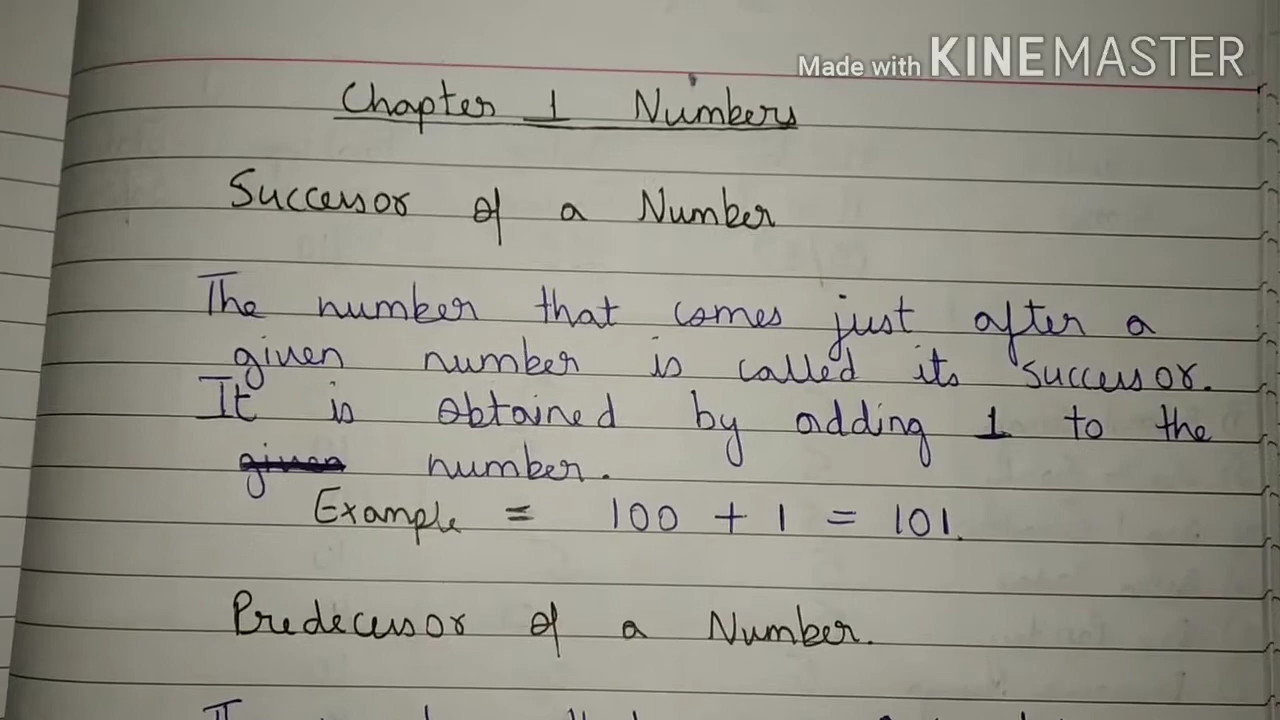 Made with KINEMASTER
Chapter 1 Numbers
Successor of a Number
The number that comes just after a
given number is called its successor.
It is obtained by adding 1 to the
given number.
Example = 100 + 1 = 101.
Predecessor of a Number.